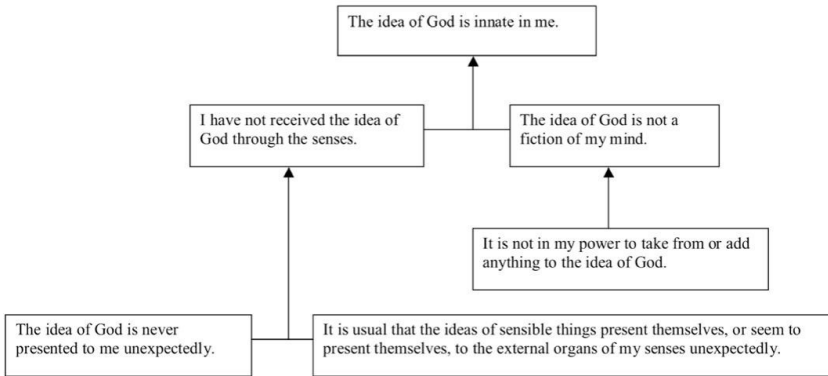 The idea of God is innate in me.
I have not received the idea of
God through the senses.
The idea of God is not a
fiction of my mind.
It is not in my power to take from or add
anything to the idea of God.
The idea of God is never
presented to me unexpectedly.
It is usual that the ideas of sensible things present themselves, or seem to
present themselves, to the external organs of my senses unexpectedly.